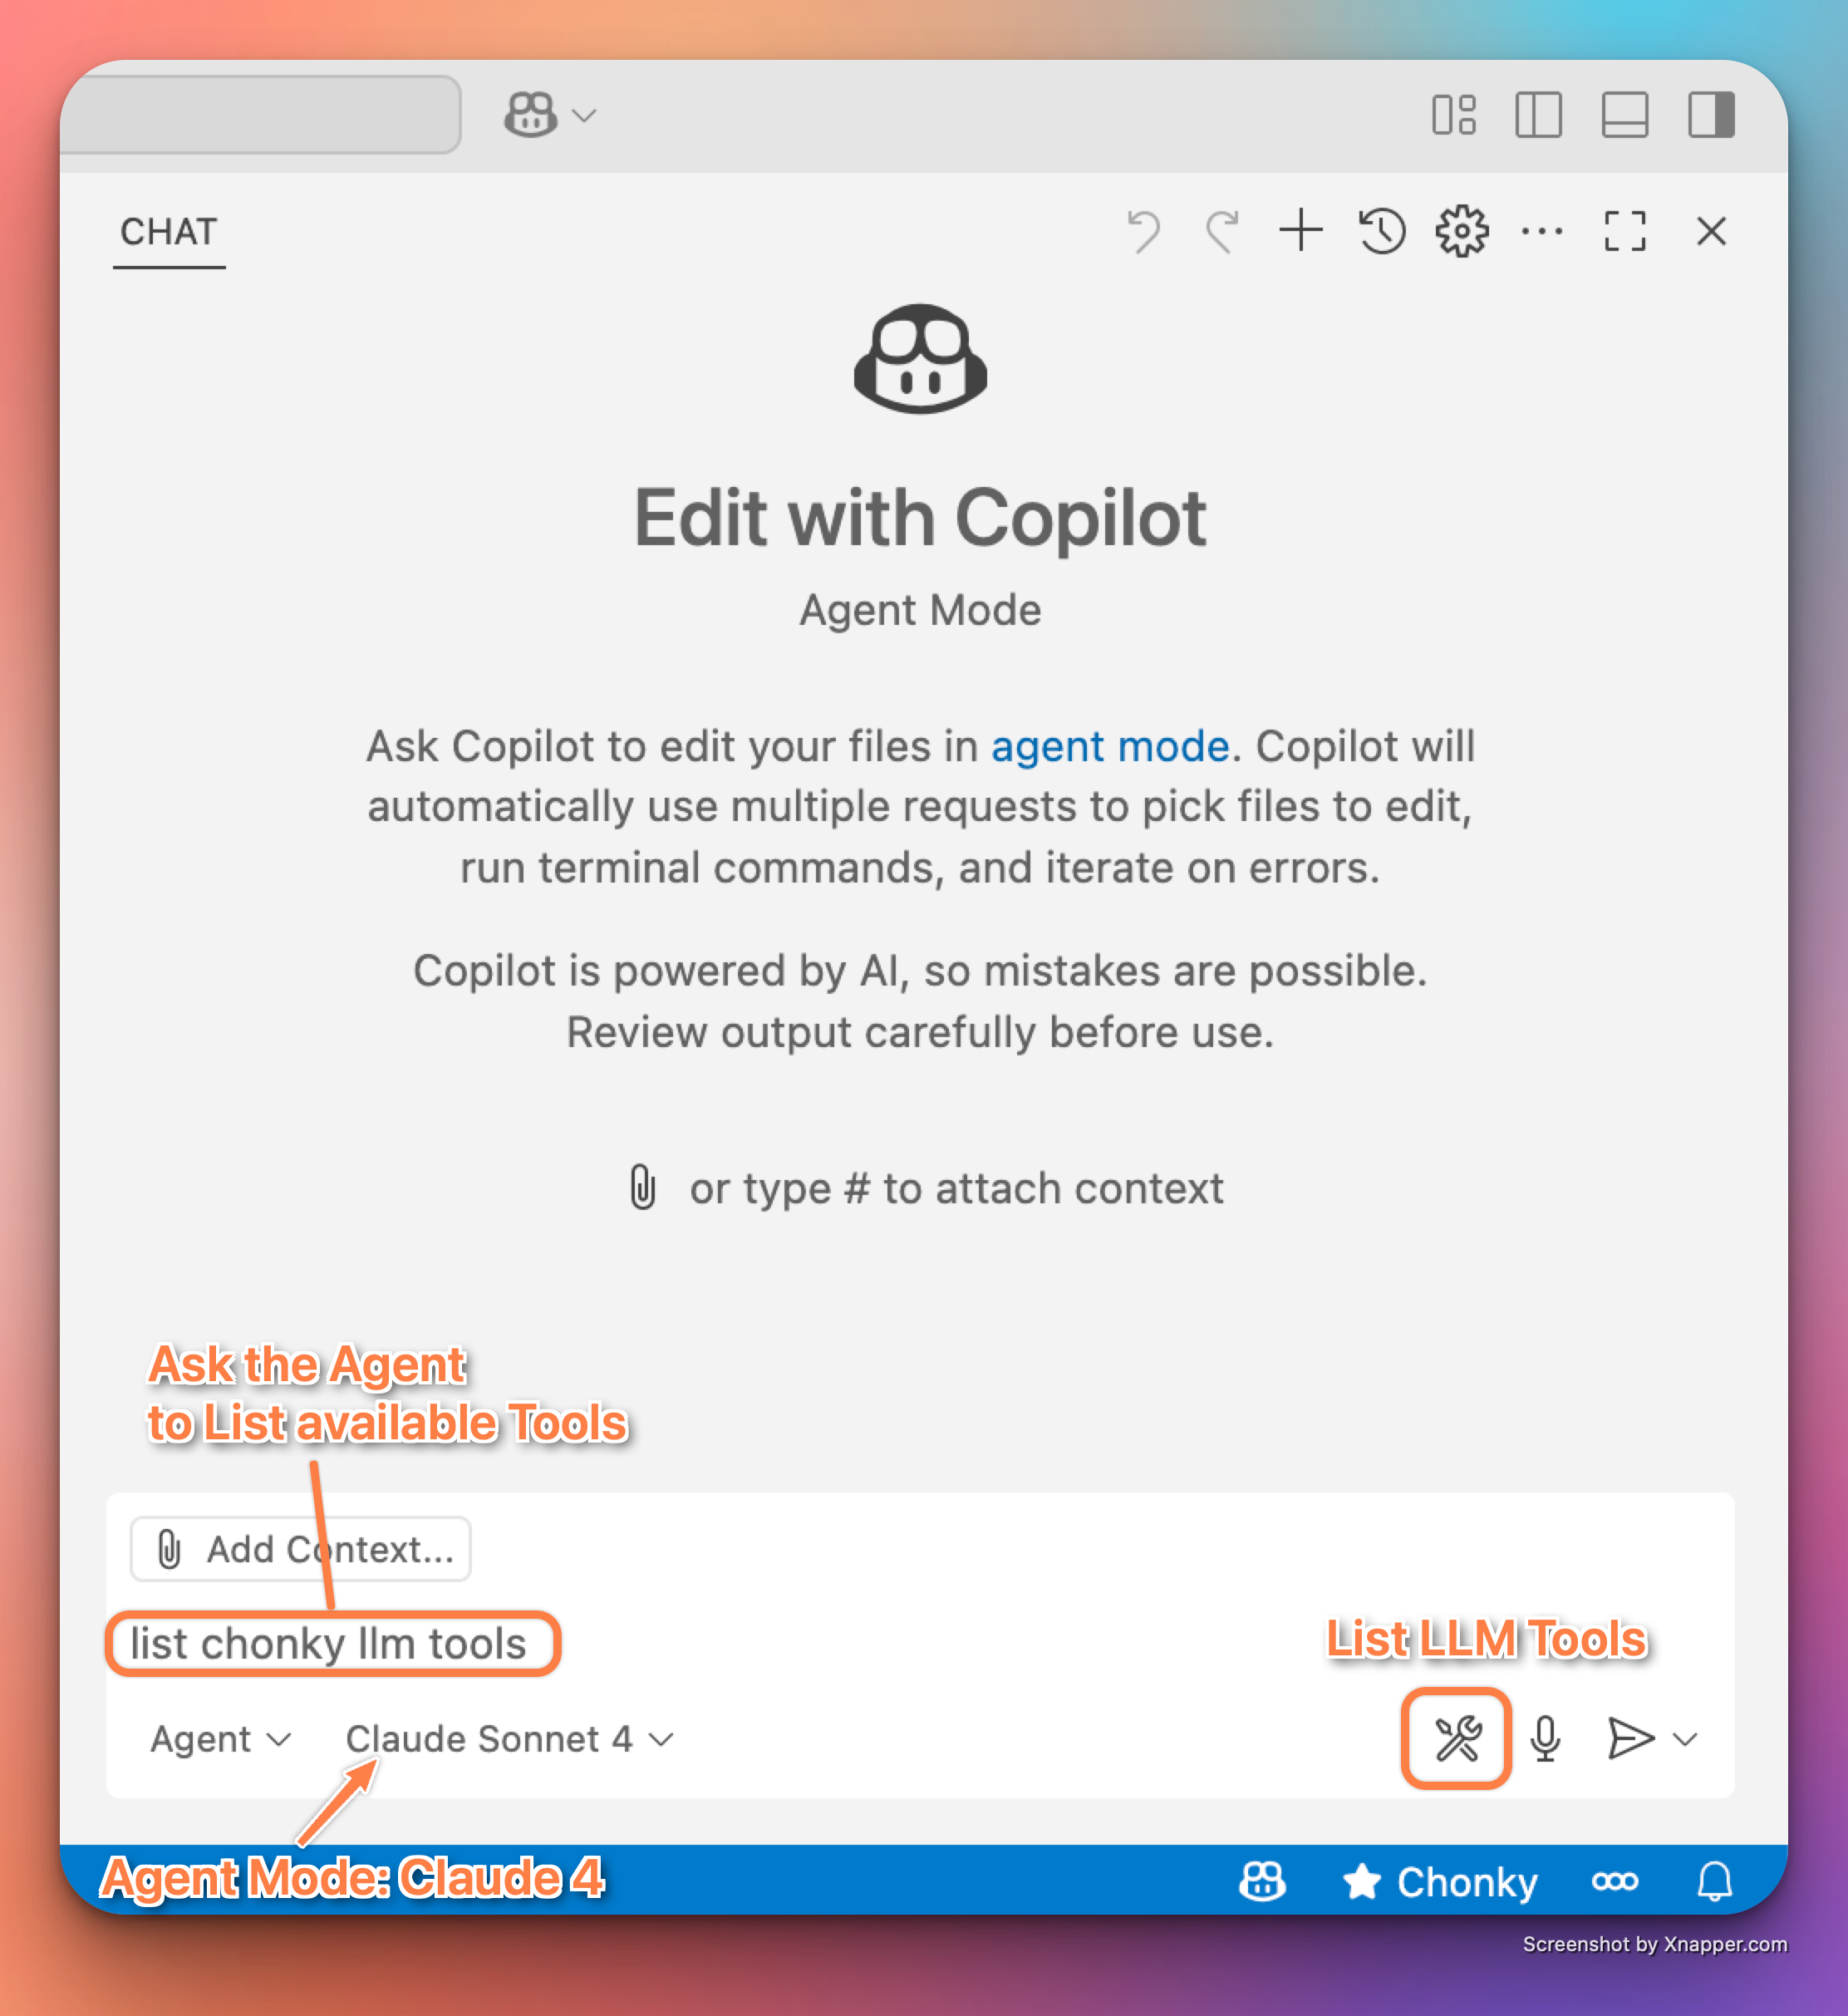 CHAT
Edit with Copilot
Agent Mode
Ask Copilot to edit your files in agent mode. Copilot will
automatically use multiple requests to pick files to edit,
run terminal commands, and iterate on errors.
Copilot is powered by AI, so mistakes are possible.
Review output carefully before use.
or type # to attach context
Ask the Agent
to List available Tools
Add Context...
list chonky llm tools
List LLM Tools
Agent
Claude Sonnet 4
Agent Mode: Claude 4
Chonky
Screenshot by Xnapper.com